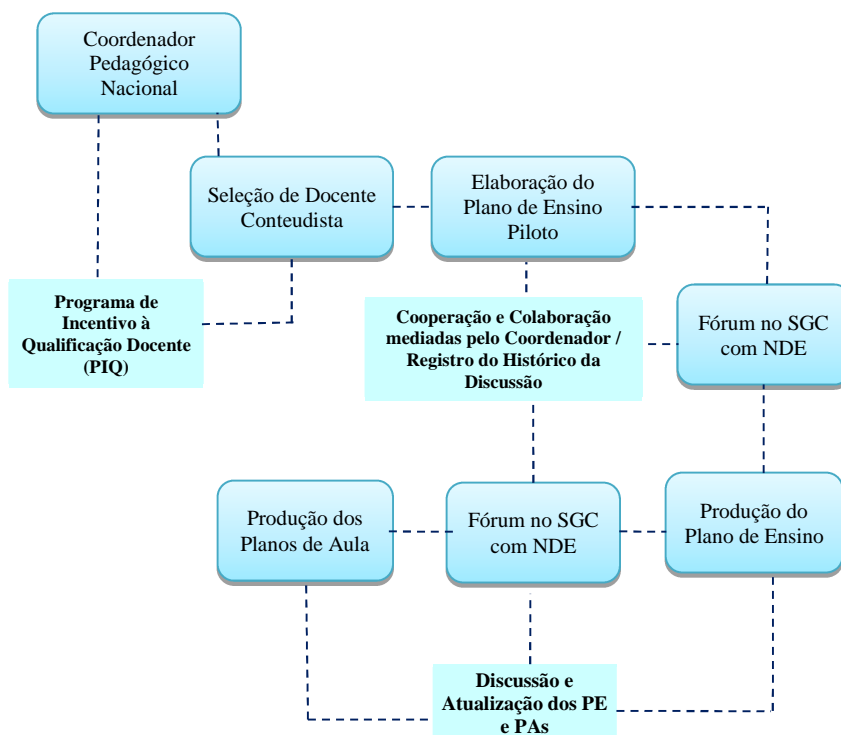 Coordenador
Pedagógico
Nacional
Seleção de Docente
Conteudista
Elaboração do
Plano de Ensino
Piloto
Programa de
Incentivo à
Qualificação Docente
(PIQ)
Cooperação e Colaboração
mediadas pelo Coordenador /
Registro do Histórico da
Discussão
Fórum no SGC
com NDE
Produção dos
Planos de Aula
Fórum no SGC
com NDE
Produção do
Plano de Ensino
Discussão e
Atualização dos PE
e PAs